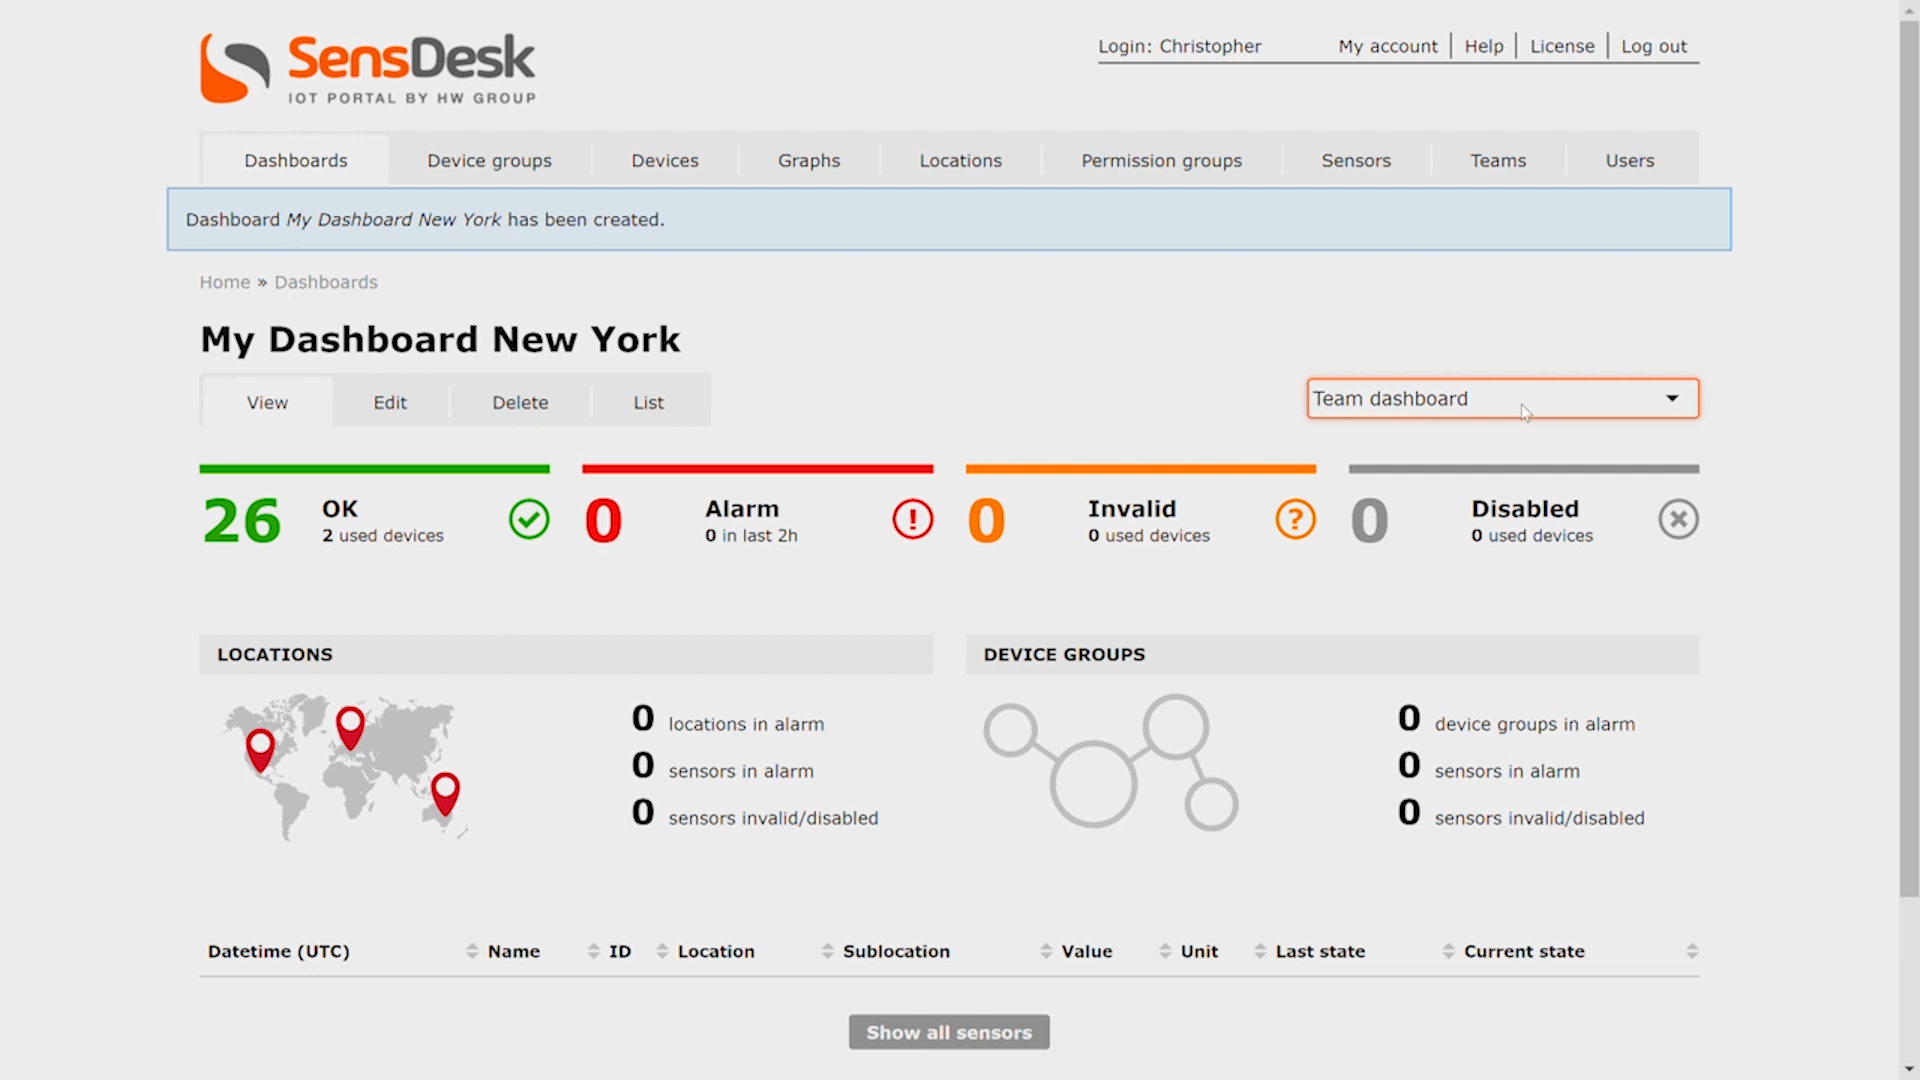 SensDesk
IOT PORTAL BY HW GROUP
Login: Christopher
My account
Help
License
Log out
Dashboards
Device groups
Devices
Graphs
Locations
Permission groups
Sensors
Teams
Users
Dashboard My Dashboard New York has been created.
Home » Dashboards
My Dashboard New York
View
Edit
Delete
List
Team dashboard
26
OK
2 used devices
0
Alarm
0 in last 2h
!
0
Invalid
0 used devices
?
0
Disabled
0 used devices
LOCATIONS
0 locations in alarm
0 sensors in alarm
0 sensors invalid/disabled
DEVICE GROUPS
0 device groups in alarm
0 sensors in alarm
0 sensors invalid/disabled
Datetime (UTC)
Name
ID
Location
Sublocation
Value
Unit
Last state
Current state
Show all sensors